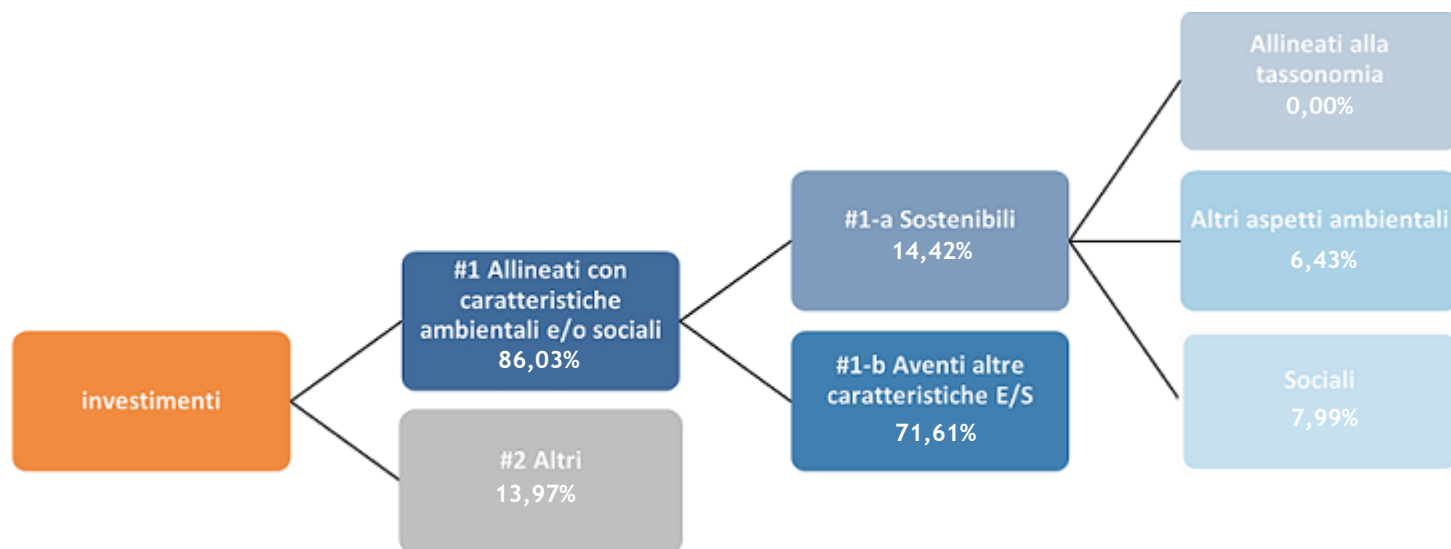 investimenti
#1 Allineati con
caratteristiche
ambientali e/o sociali
86,03%
#2 Altri
13,97%
#1-a Sostenibili
14,42%
#1-b Aventi altre
caratteristiche E/S
71,61%
Allineati alla
tassonomia
0,00%
Altri aspetti ambientali
6,43%
Sociali
7,99%